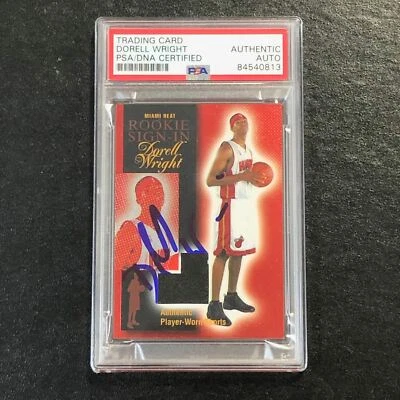 TRADING CARD
DORELL WRIGHT
PSA/DNA CERTIFIED
AUTHENTIC
AUTO
84540813
PSA
MIAMI HEAT
ROOKIE
SIGN-IN
Dorell
Wright
Authentic
Player-Worn Shorts